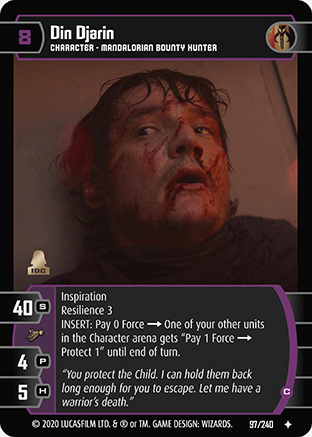 8
Din Djarin
CHARACTER - MANDALORIAN BOUNTY HUNTER
IDC
40 S
4 P
5 H
Inspiration
Resilience 3
INSERT: Pay 0 Force → One of your other units
in the Character arena gets “Pay 1 Force →
Protect 1” until end of turn.
“You protect the Child. I can hold them back
long enough for you to escape. Let me have a
warrior’s death.”
C
© 2020 LUCASFILM LTD. & ® or TM. GAME DESIGN: WIZARDS.
97/240